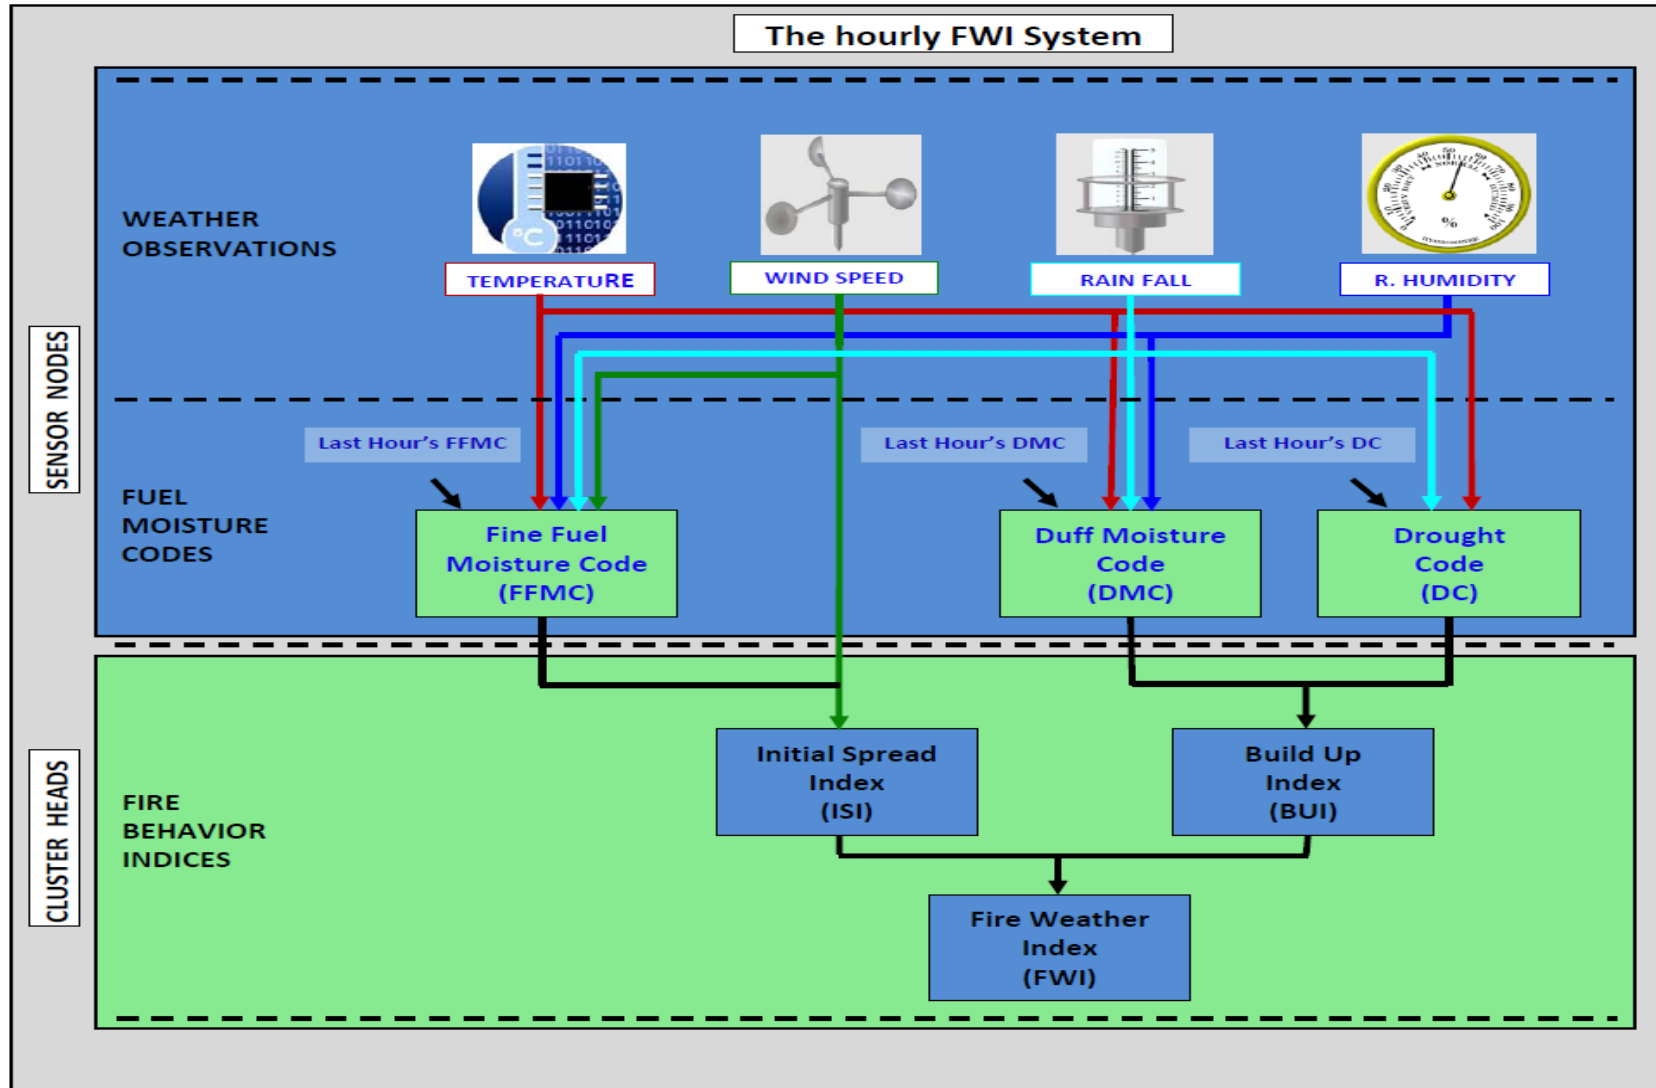 The hourly FWI System
WEATHER
OBSERVATIONS
°C
%
TEMPERATURE
WIND SPEED
RAIN FALL
R. HUMIDITY
SENSOR NODES
Last Hour's FFMC
Last Hour's DMC
Last Hour's DC
FUEL
MOISTURE
CODES
Fine Fuel
Moisture Code
(FFMC)
Duff Moisture
Code
(DMC)
Drought
Code
(DC)
CLUSTER HEADS
FIRE
BEHAVIOR
INDICES
Initial Spread
Index
(ISI)
Build Up
Index
(BUI)
Fire Weather
Index
(FWI)